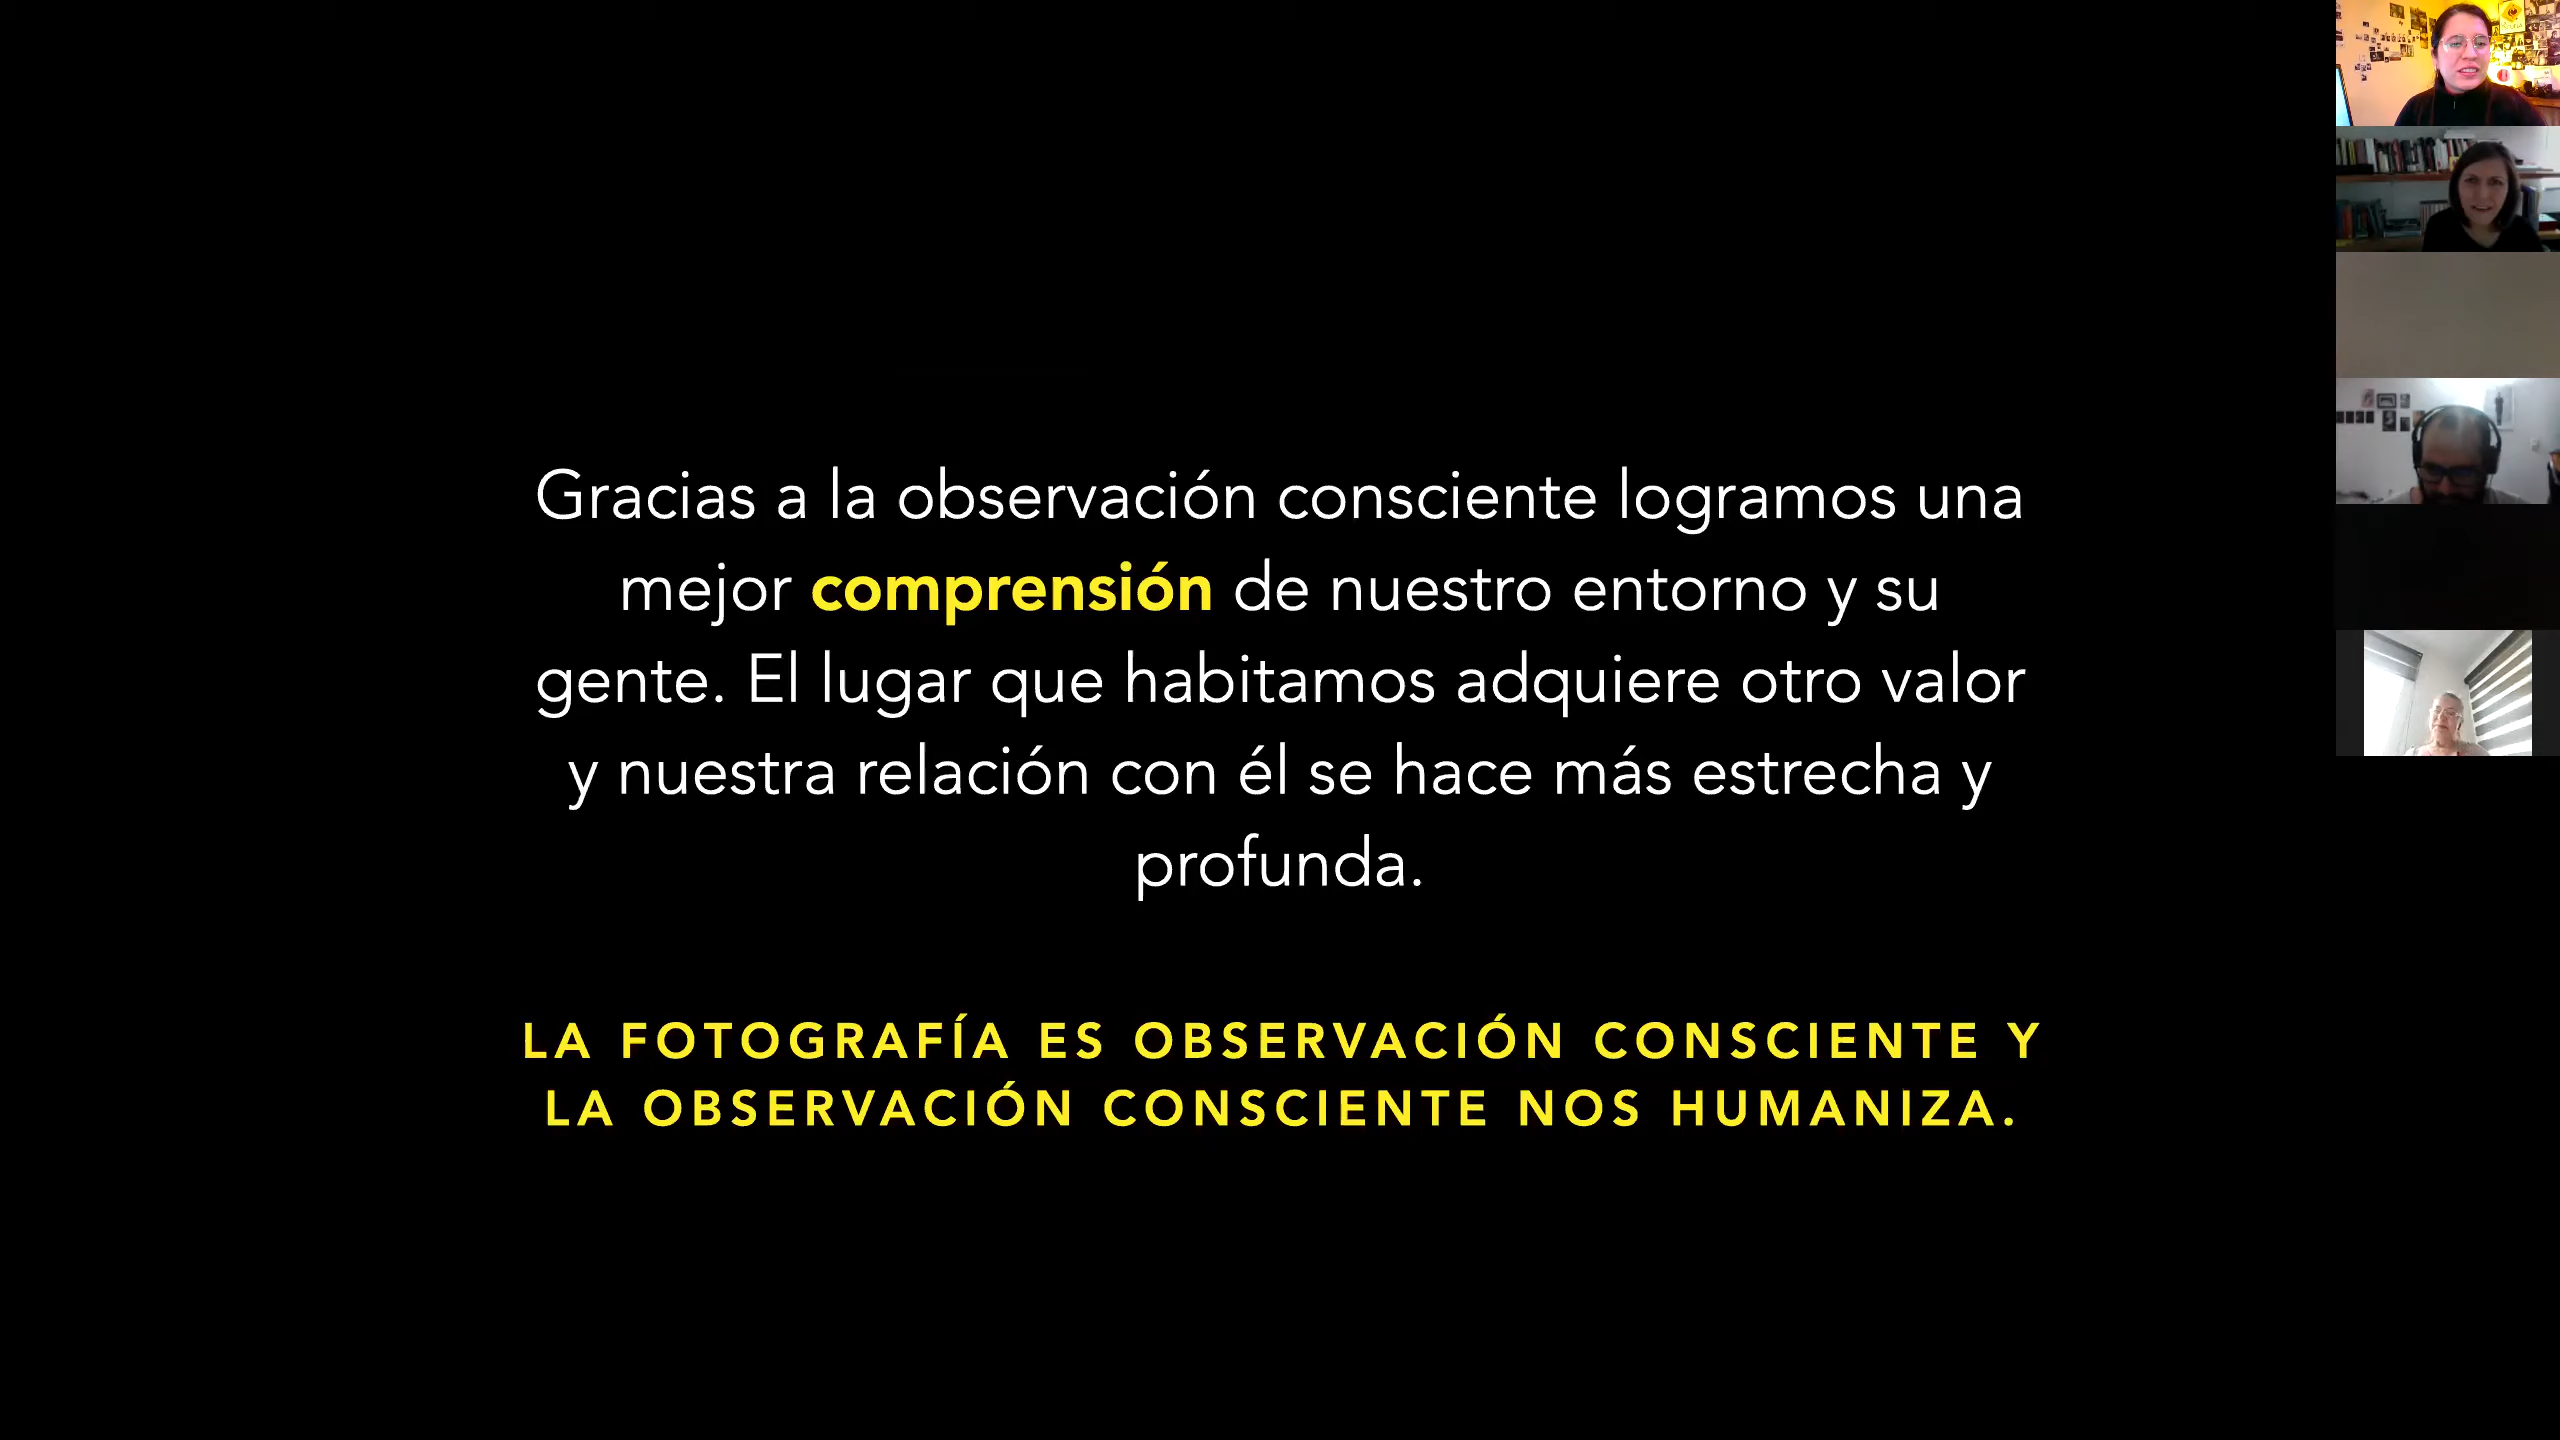 Gracias a la observación consciente logramos una
mejor comprensión de nuestro entorno y su
gente. El lugar que habitamos adquiere otro valor
y nuestra relación con él se hace más estrecha y
profunda.
LA FOTOGRAFÍA ES OBSERVACIÓN CONSCIENTE Y
LA OBSERVACIÓN CONSCIENTE NOS HUMANIZA.